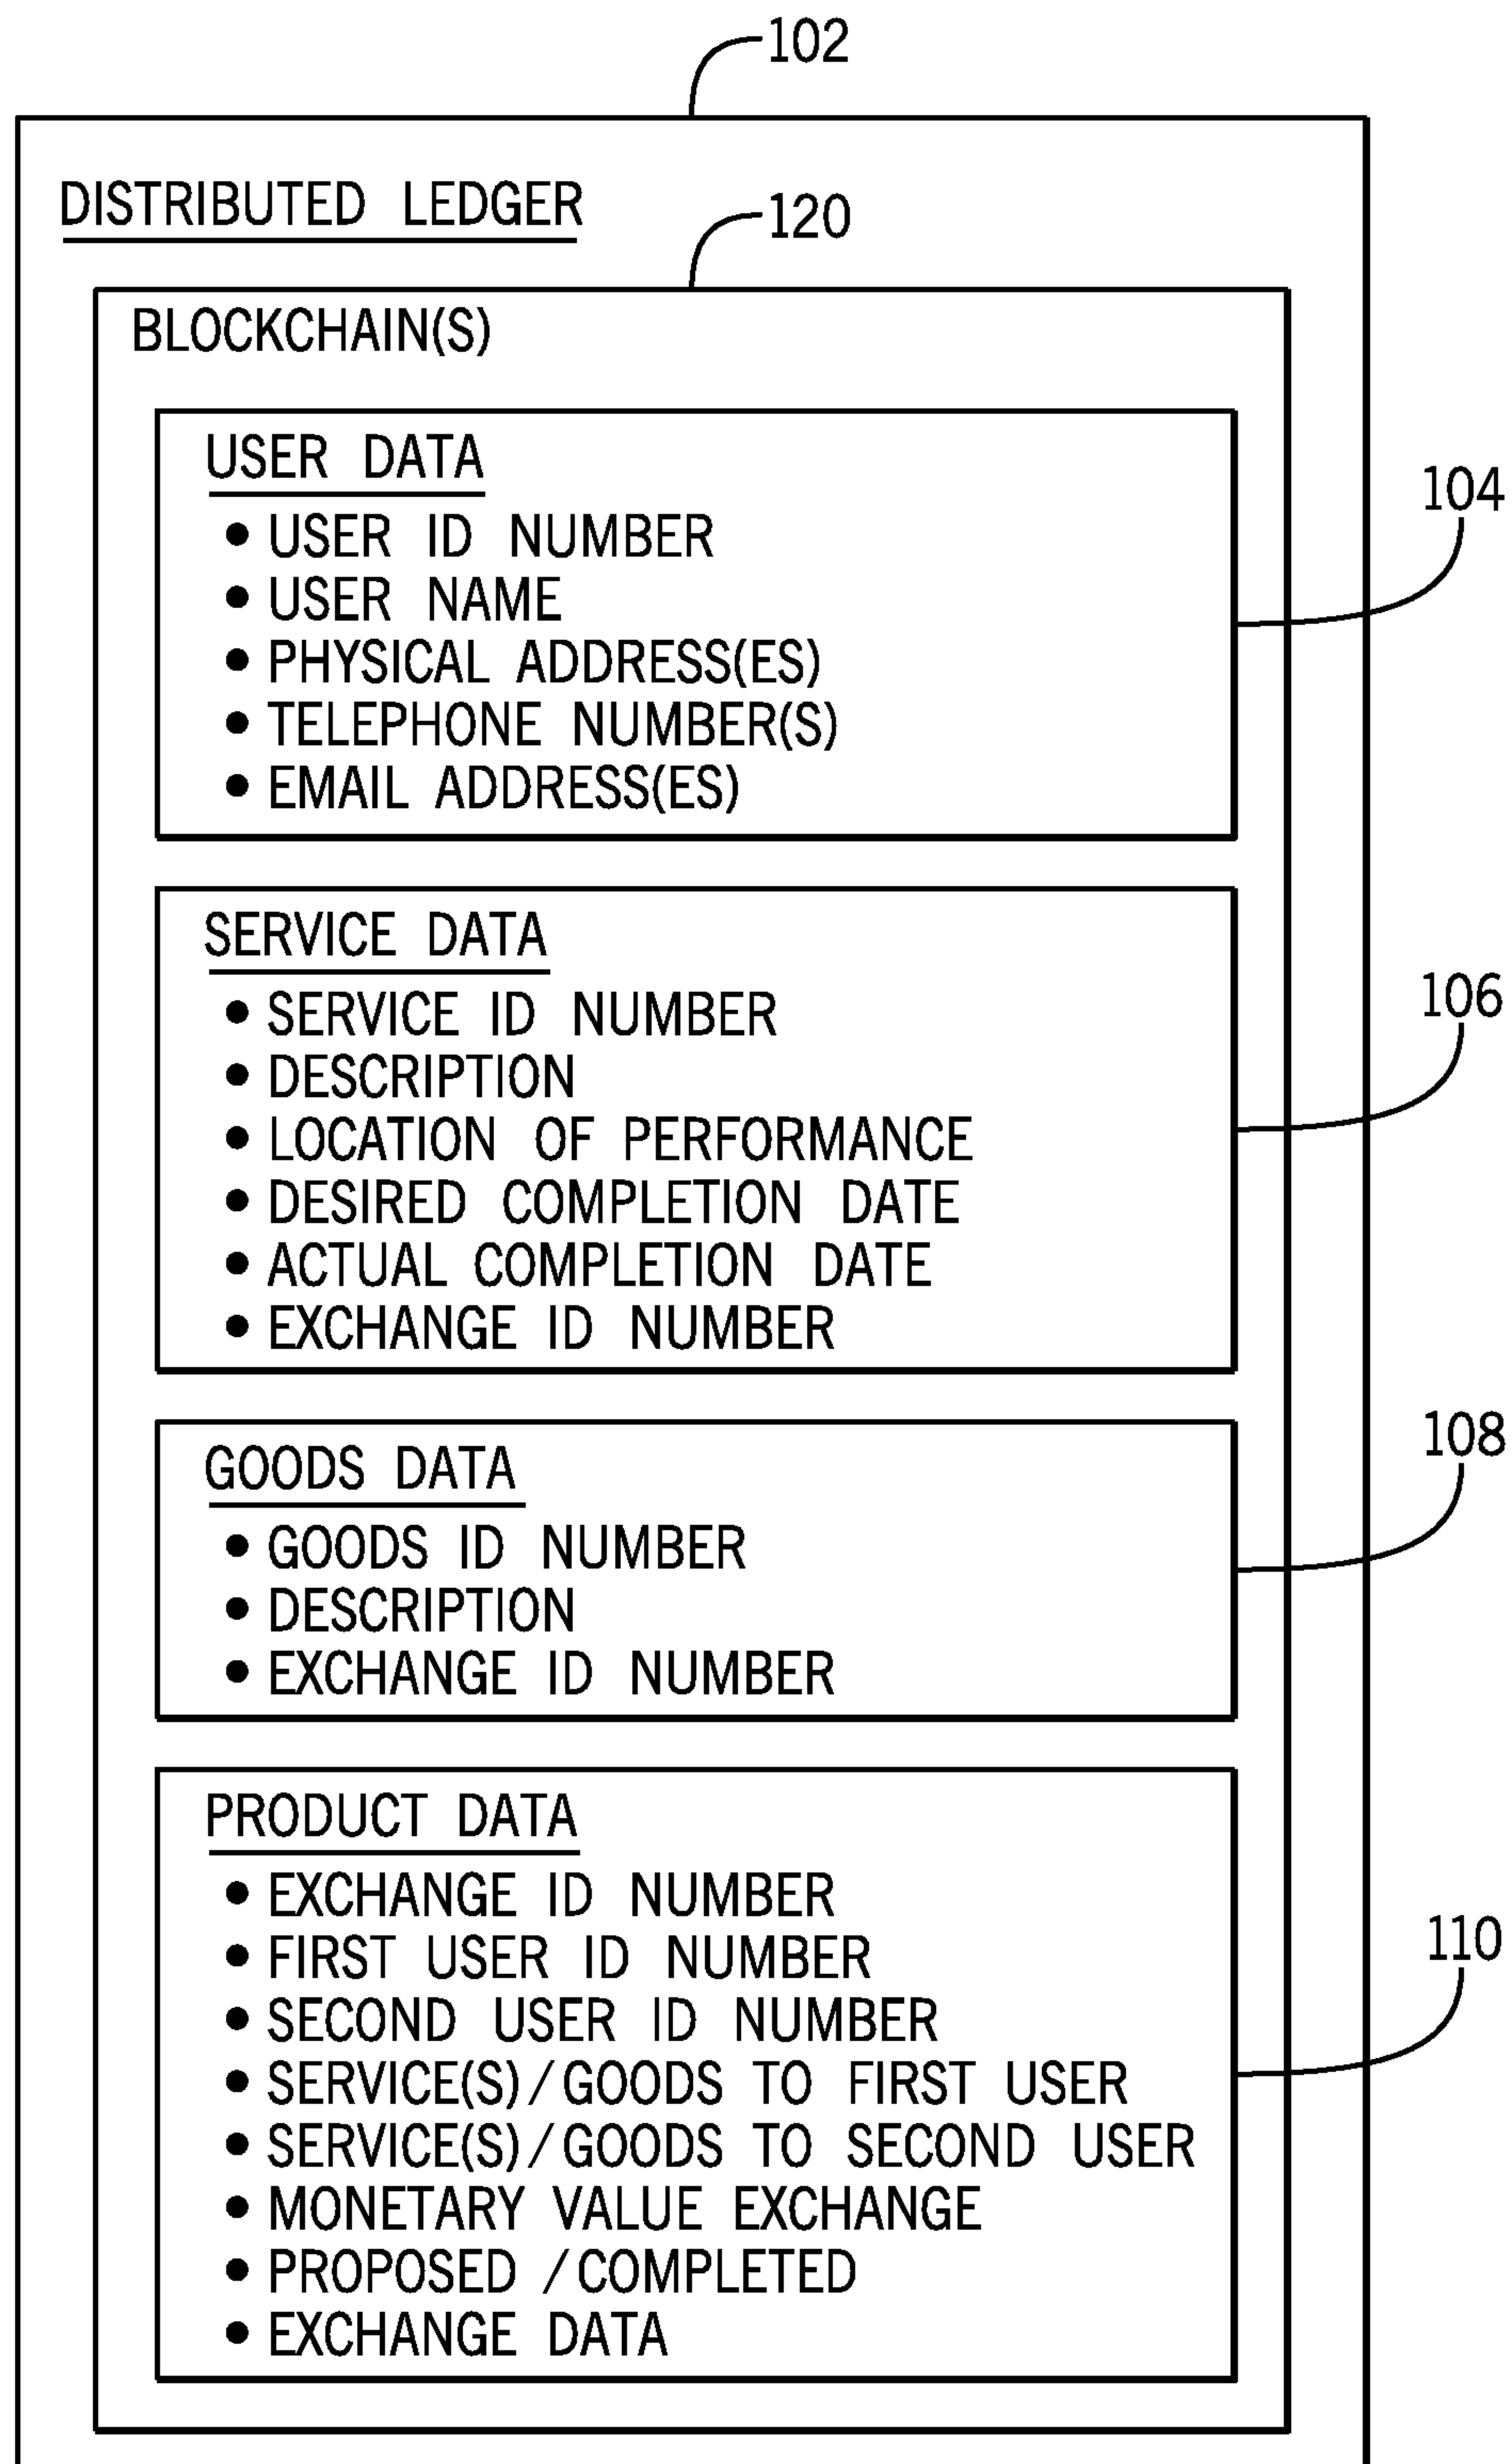 102
DISTRIBUTED LEDGER
120
BLOCKCHAIN(S)
USER DATA
104
• USER ID NUMBER
• USER NAME
• PHYSICAL ADDRESS(ES)
• TELEPHONE NUMBER(S)
• EMAIL ADDRESS(ES)
SERVICE DATA
106
• SERVICE ID NUMBER
• DESCRIPTION
• LOCATION OF PERFORMANCE
• DESIRED COMPLETION DATE
• ACTUAL COMPLETION DATE
• EXCHANGE ID NUMBER
GOODS DATA
108
• GOODS ID NUMBER
• DESCRIPTION
• EXCHANGE ID NUMBER
PRODUCT DATA
110
• EXCHANGE ID NUMBER
• FIRST USER ID NUMBER
• SECOND USER ID NUMBER
• SERVICE(S)/GOODS TO FIRST USER
• SERVICE(S)/GOODS TO SECOND USER
• MONETARY VALUE EXCHANGE
• PROPOSED /COMPLETED
• EXCHANGE DATA